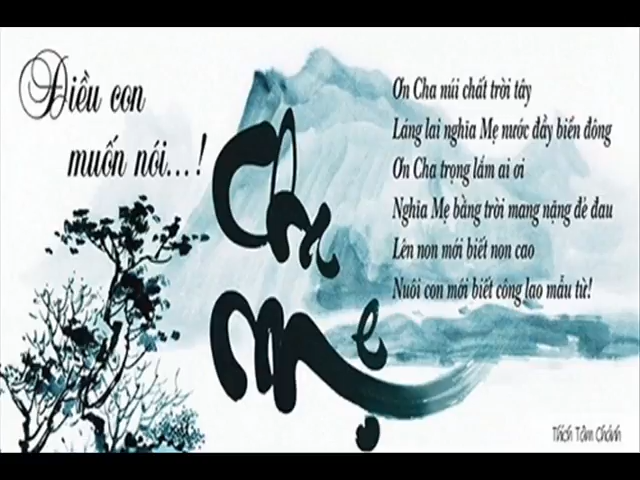 Điều con
muốn nói...!
Cha
Mẹ
Ơn Cha núi chất trời tây
Láng lai nghĩa Mẹ nước đầy biển đông
Ơn Cha trọng lắm ai ơi
Nghĩa Mẹ bằng trời mang nặng đẻ đau
Lên non mới biết non cao
Nuôi con mới biết công lao mẫu từ!
Thích Tâm Chánh